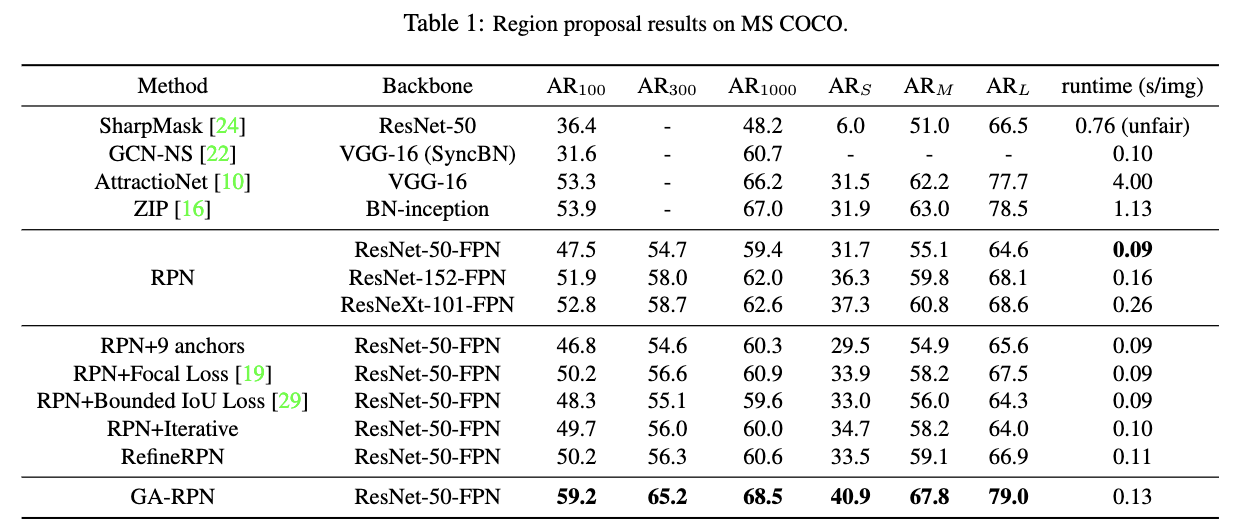 Table 1: Region proposal results on MS COCO.
Method Backbone AR100 AR300 AR1000 ARS ARM ARL runtime (s/img)
SharpMask [24] ResNet-50 36.4 - 48.2 6.0 51.0 66.5 0.76 (unfair)
GCN-NS [22] VGG-16 (SyncBN) 31.6 - 60.7 - - - 0.10
AttractioNet [10] VGG-16 53.3 - 66.2 31.5 62.2 77.7 4.00
ZIP [16] BN-inception 53.9 - 67.0 31.9 63.0 78.5 1.13
ResNet-50-FPN 47.5 54.7 59.4 31.7 55.1 64.6 0.09
RPN ResNet-152-FPN 51.9 58.0 62.0 36.3 59.8 68.1 0.16
ResNeXt-101-FPN 52.8 58.7 62.6 37.3 60.8 68.6 0.26
RPN+9 anchors ResNet-50-FPN 46.8 54.6 60.3 29.5 54.9 65.6 0.09
RPN+Focal Loss [19] ResNet-50-FPN 50.2 56.6 60.9 33.9 58.2 67.5 0.09
RPN+Bounded IoU Loss [29] ResNet-50-FPN 48.3 55.1 59.6 33.0 56.0 64.3 0.09
RPN+Iterative ResNet-50-FPN 49.7 56.0 60.0 34.7 58.2 64.0 0.10
RefineRPN ResNet-50-FPN 50.2 56.3 60.6 33.5 59.1 66.9 0.11
GA-RPN ResNet-50-FPN 59.2 65.2 68.5 40.9 67.8 79.0 0.13